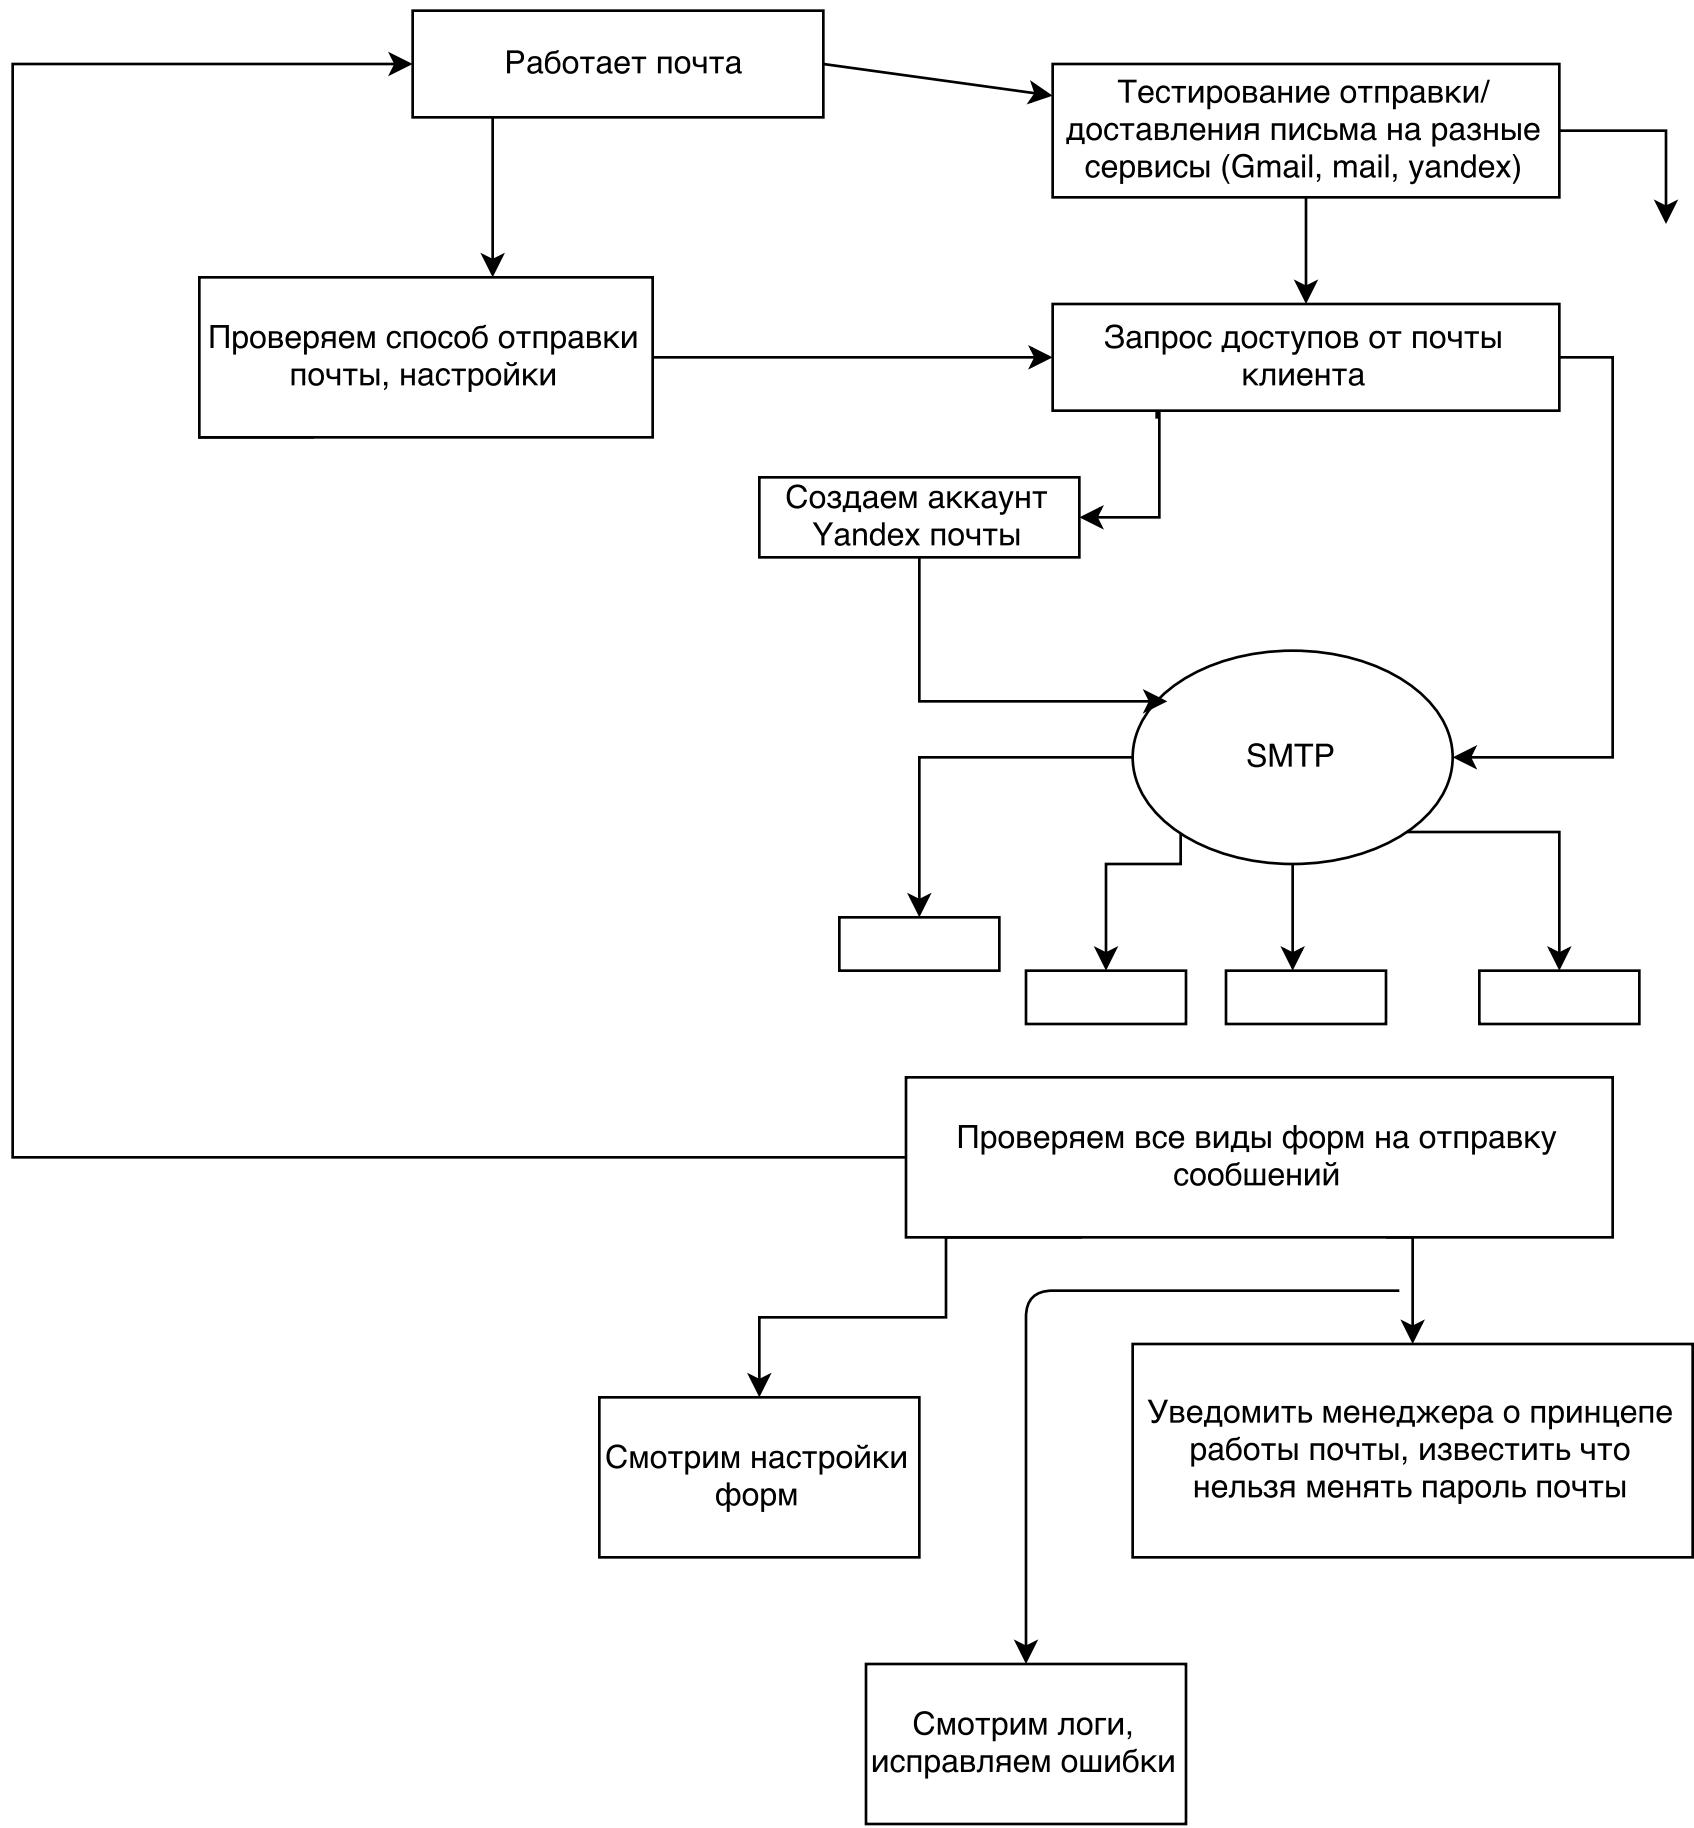 Работает почта
Тестирование отправки/
доставления письма на разные
сервисы (Gmail, mail, yandex)
Проверяем способ отправки
почты, настройки
Запрос доступов от почты
клиента
Создаем аккаунт
Yandex почты
SMTP
Проверяем все виды форм на отправку
сообшений
Смотрим настройки
форм
Уведомить менеджера о принцепе
работы почты, известить что
нельзя менять пароль почты
Смотрим логи,
исправляем ошибки